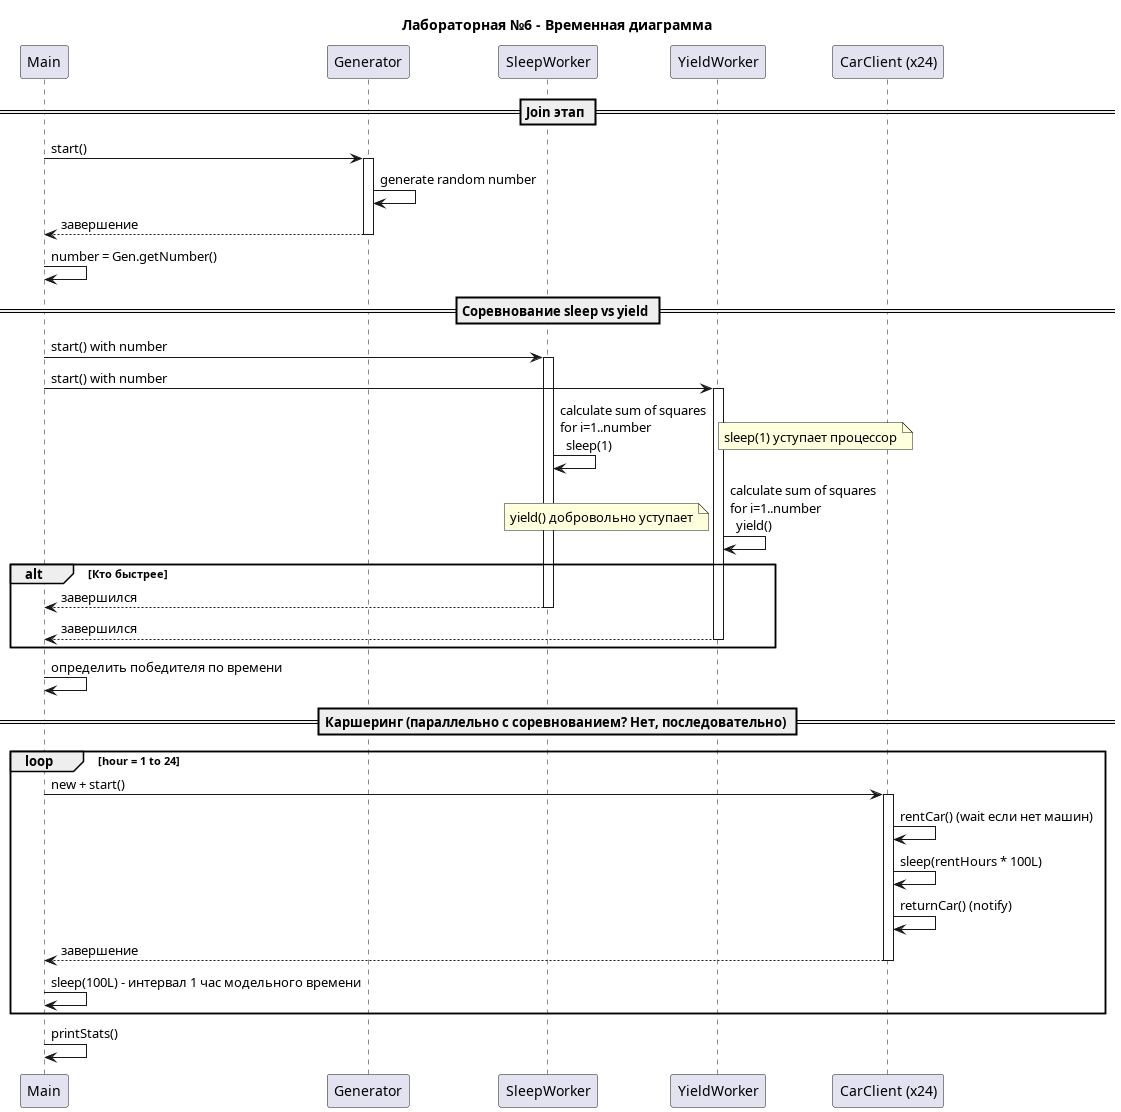 Лабораторная №6 - Временная диаграмма
Main
Generator
SleepWorker
YieldWorker
CarClient (x24)
Join этап
start()
generate random number
завершение
number = Gen.getNumber()
Соревнование sleep vs yield
start() with number
start() with number
calculate sum of squares
for i=1..number
sleep(1)
sleep(1) уступает процессор
calculate sum of squares
for i=1..number
yield()
yield() добровольно уступает
alt [Кто быстрее]
завершился
завершился
определить победителя по времени
Каршеринг (параллельно с соревнованием? Нет, последовательно)
loop [hour = 1 to 24]
new + start()
rentCar() (wait если нет машин)
sleep(rentHours * 100L)
returnCar() (notify)
завершение
sleep(100L) - интервал 1 час модельного времени
printStats()
Main
Generator
SleepWorker
YieldWorker
CarClient (x24)